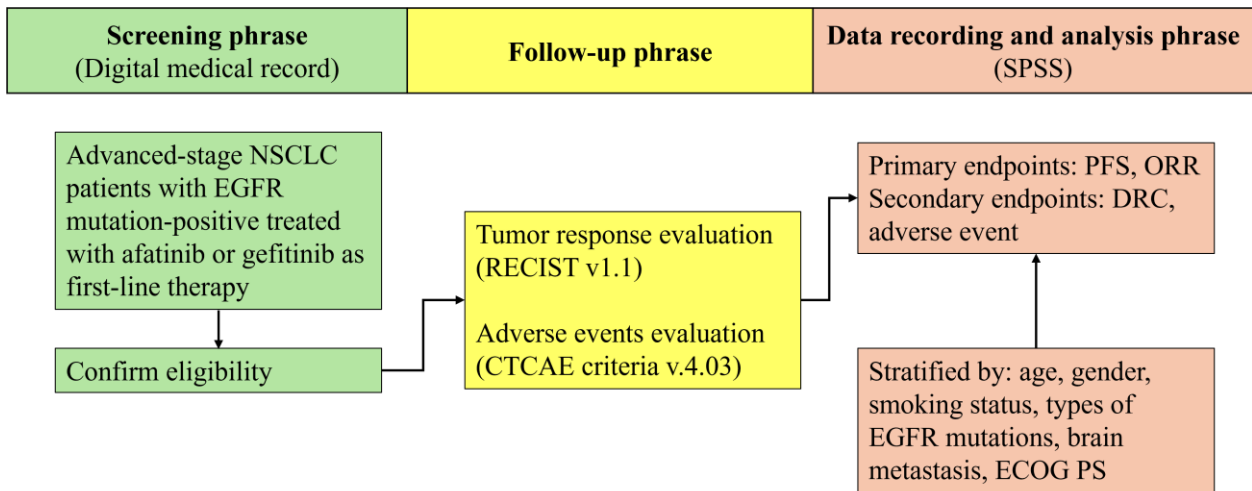 Screening phrase
(Digital medical record)
Follow-up phrase
Data recording and analysis phrase
(SPSS)
Advanced-stage NSCLC
patients with EGFR
mutation-positive treated
with afatinib or gefitinib as
first-line therapy
Confirm eligibility
Tumor response evaluation
(RECIST v1.1)
Adverse events evaluation
(CTCAE criteria v.4.03)
Primary endpoints: PFS, ORR
Secondary endpoints: DRC,
adverse event
Stratified by: age, gender,
smoking status, types of
EGFR mutations, brain
metastasis, ECOG PS